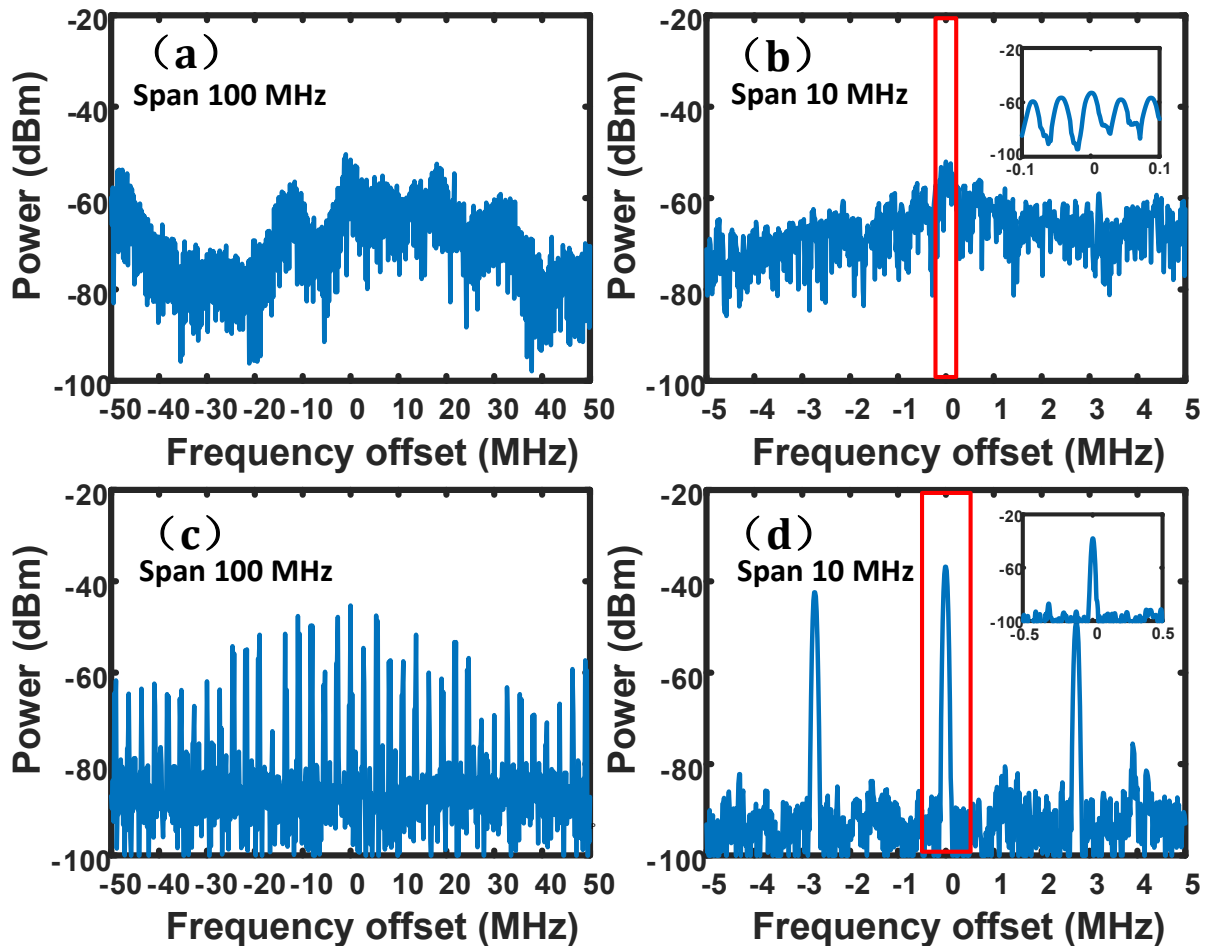 (a)
Span 100 MHz
Power (dBm)
-20
-40
-60
-80
-100
-50 -40 -30 -20 -10 0 10 20 30 40 50
Frequency offset (MHz)
(b)
Span 10 MHz
Power (dBm)
-20
-40
-60
-80
-100
-5 -4 -3 -2 -1 0 1 2 3 4 5
Frequency offset (MHz)
-20
-60
-100
-0.1 0 0.1
(c)
Span 100 MHz
Power (dBm)
-20
-40
-60
-80
-100
-50 -40 -30 -20 -10 0 10 20 30 40 50
Frequency offset (MHz)
(d)
Span 10 MHz
Power (dBm)
-20
-40
-60
-80
-100
-5 -4 -3 -2 -1 0 1 2 3 4 5
Frequency offset (MHz)
-20
-60
-100
-0.5 0 0.5